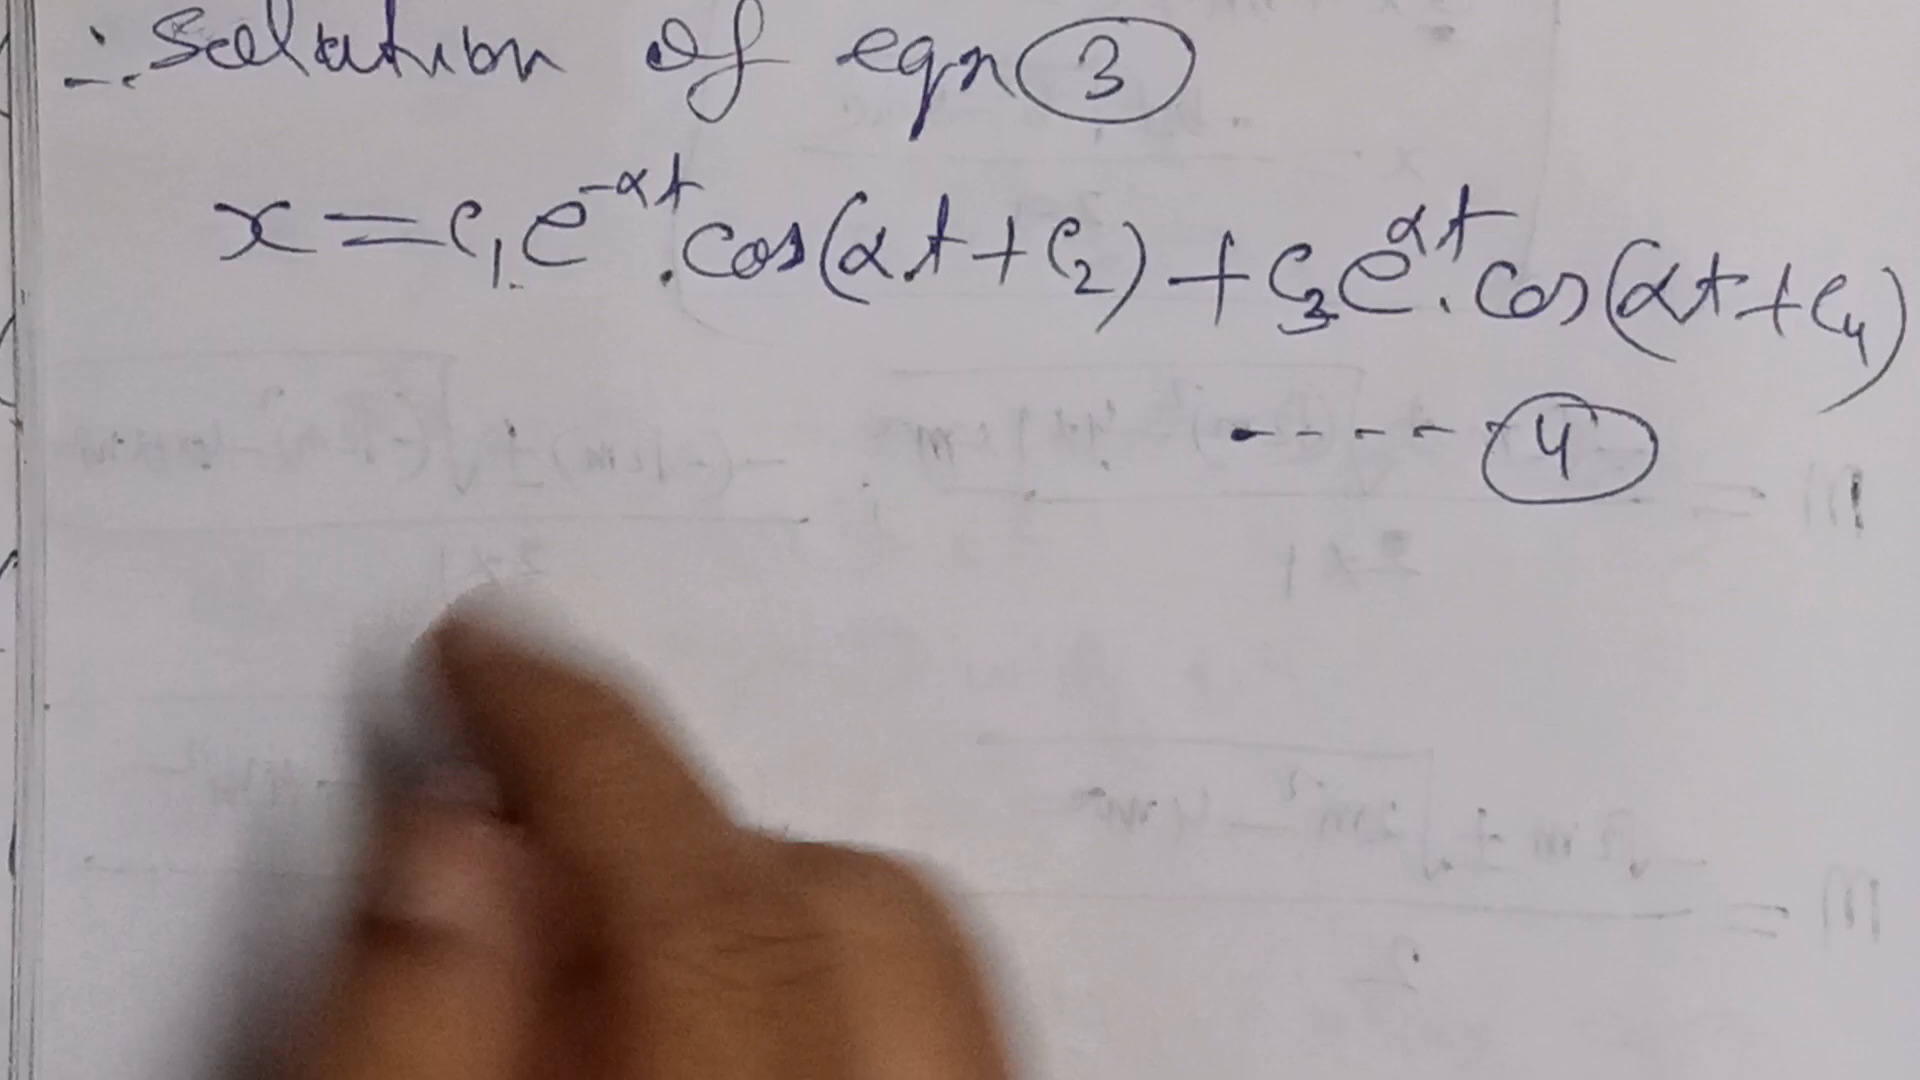 ∴ Solution of eqn ③
x = c₁e^{-αt}.cos(αt + c₂) + c₃e^{αt}.cos(αt + c₄)
- - - - - ④